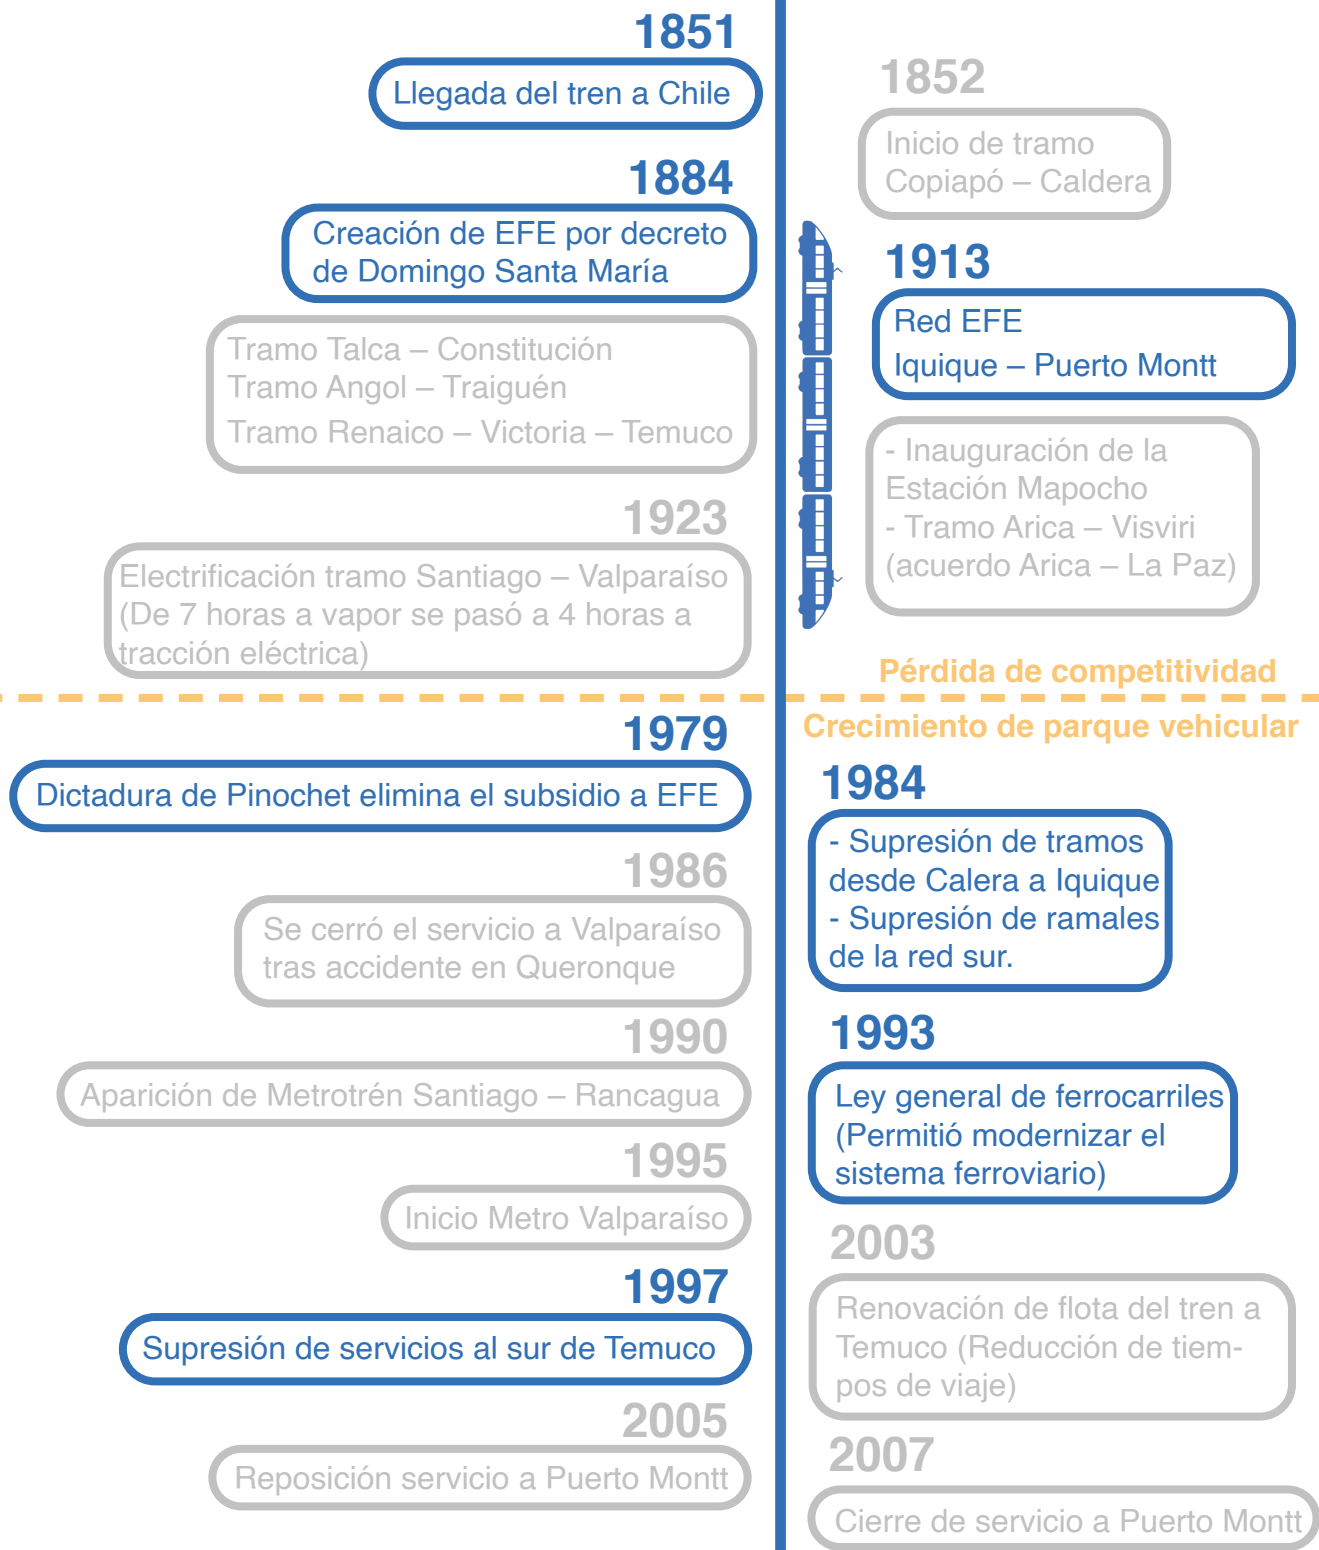 1851
Llegada del tren a Chile
1852
Inicio de tramo
Copiapó – Caldera
1884
Creación de EFE por decreto
de Domingo Santa María
Tramo Talca – Constitución
Tramo Angol – Traiguén
Tramo Renaico – Victoria – Temuco
1913
Red EFE
Iquique – Puerto Montt
- Inauguración de la
Estación Mapocho
- Tramo Arica – Visviri
(acuerdo Arica – La Paz)
1923
Electrificación tramo Santiago – Valparaíso
(De 7 horas a vapor se pasó a 4 horas a
tracción eléctrica)
Pérdida de competitividad
Crecimiento de parque vehicular
1979
Dictadura de Pinochet elimina el subsidio a EFE
1984
- Supresión de tramos
desde Calera a Iquique
- Supresión de ramales
de la red sur.
1986
Se cerró el servicio a Valparaíso
tras accidente en Queronque
1990
Aparición de Metrotrén Santiago – Rancagua
1993
Ley general de ferrocarriles
(Permitió modernizar el
sistema ferroviario)
1995
Inicio Metro Valparaíso
1997
Supresión de servicios al sur de Temuco
2003
Renovación de flota del tren a
Temuco (Reducción de tiem-
pos de viaje)
2005
Reposición servicio a Puerto Montt
2007
Cierre de servicio a Puerto Montt